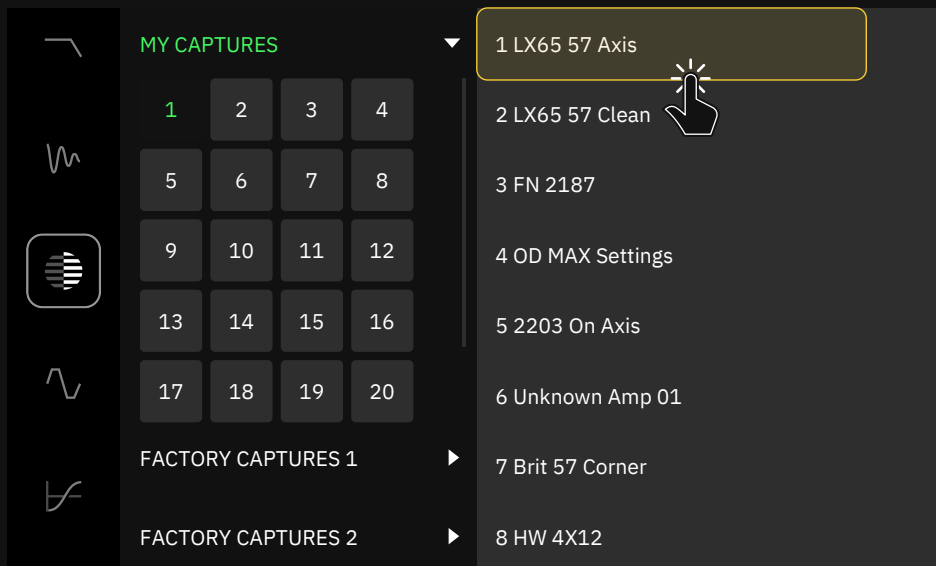 MY CAPTURES
1 2 3 4
5 6 7 8
9 10 11 12
13 14 15 16
17 18 19 20
FACTORY CAPTURES 1
FACTORY CAPTURES 2
1 LX65 57 Axis
2 LX65 57 Clean
3 FN 2187
4 OD MAX Settings
5 2203 On Axis
6 Unknown Amp 01
7 Brit 57 Corner
8 HW 4X12